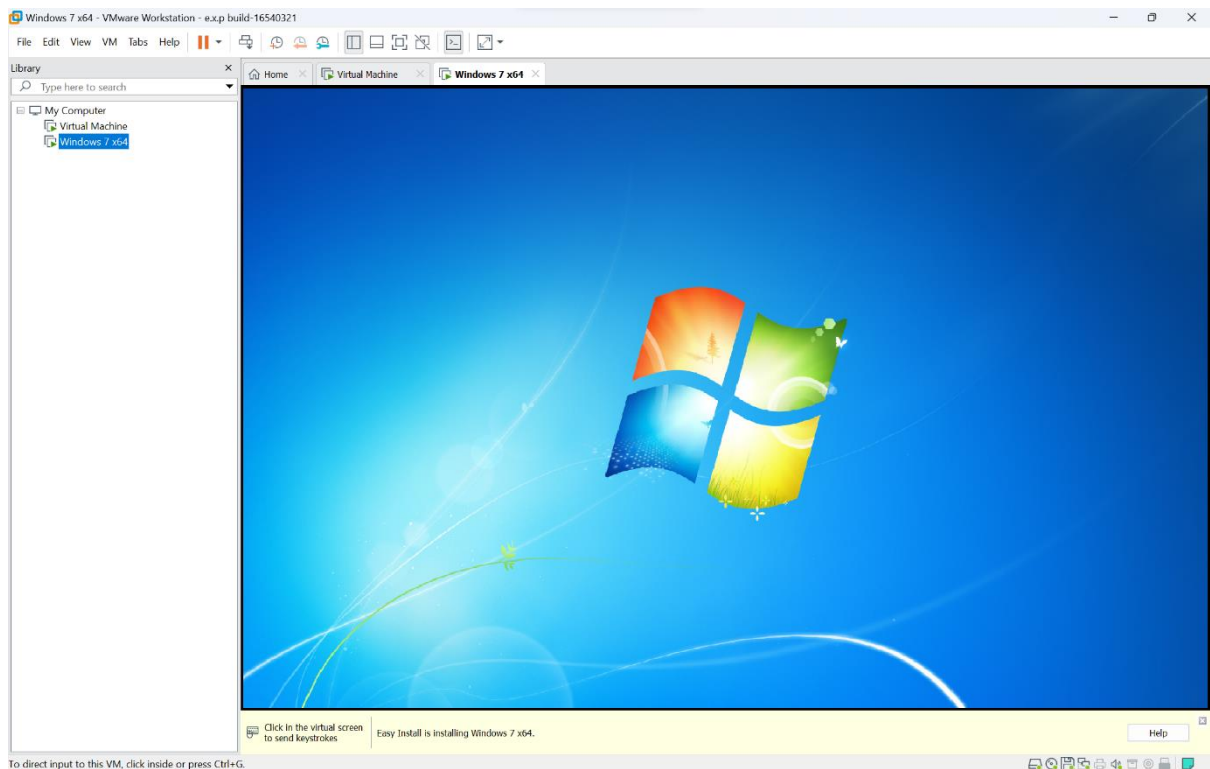 Windows 7 x64 - VMware Workstation - e.x.p build-16540321
File Edit View VM Tabs Help
Library
Type here to search
My Computer
Virtual Machine
Windows 7 x64
Home
Virtual Machine
Windows 7 x64
Click in the virtual screen
to send keystrokes
Easy Install is installing Windows 7 x64.
Help
To direct input to this VM, click inside or press Ctrl+G.